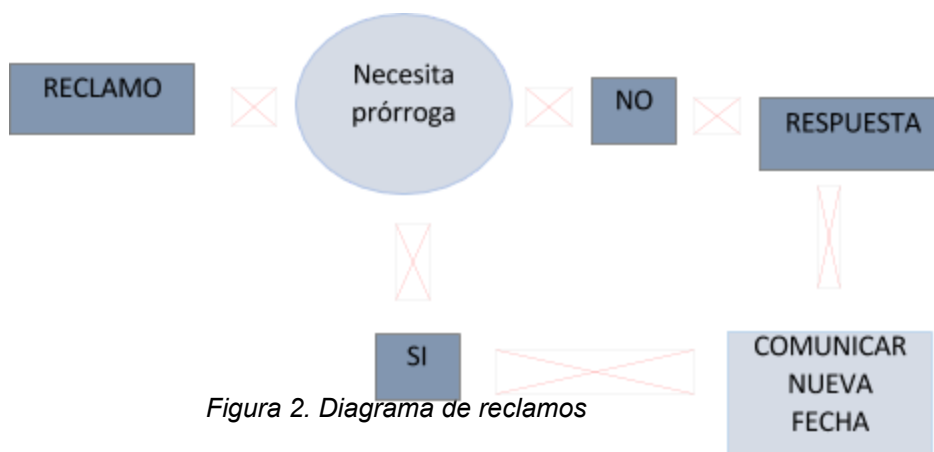 RECLAMO
Necesita
prórroga
NO
RESPUESTA
SI
COMUNICAR
NUEVA
FECHA
Figura 2. Diagrama de reclamos